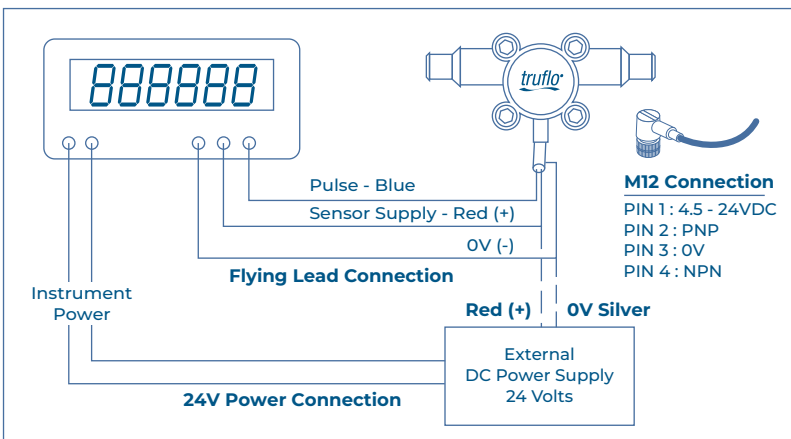 888888
truflo
Pulse - Blue
Sensor Supply - Red (+)
0V (-)
Flying Lead Connection
M12 Connection
PIN 1 : 4.5 - 24VDC
PIN 2 : PNP
PIN 3 : 0V
PIN 4 : NPN
Instrument
Power
Red (+)
0V Silver
External
DC Power Supply
24 Volts
24V Power Connection